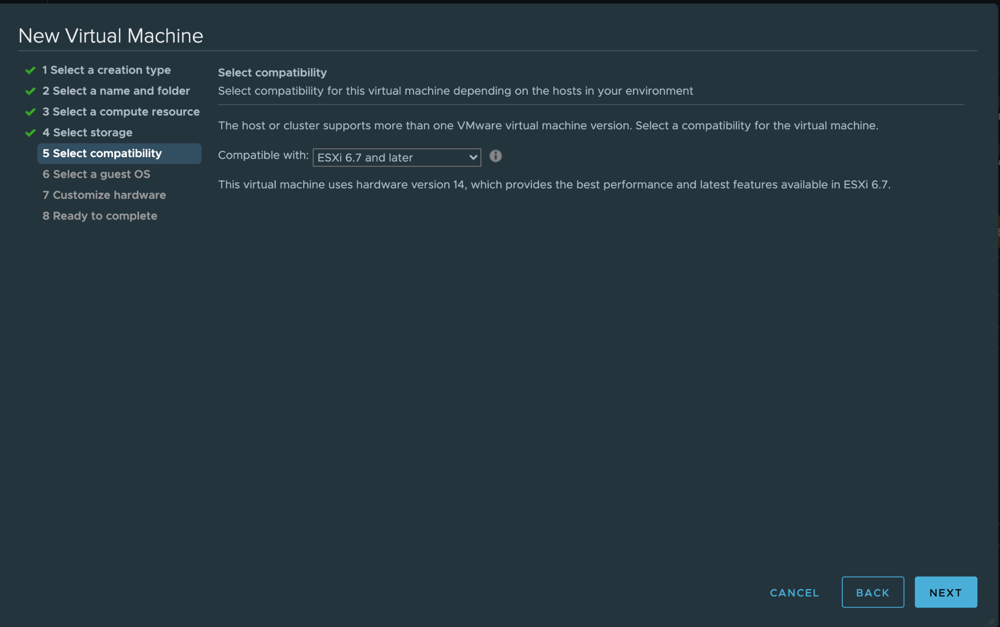 New Virtual Machine
1 Select a creation type
2 Select a name and folder
3 Select a compute resource
4 Select storage
5 Select compatibility
6 Select a guest OS
7 Customize hardware
8 Ready to complete
Select compatibility
Select compatibility for this virtual machine depending on the hosts in your environment
The host or cluster supports more than one VMware virtual machine version. Select a compatibility for the virtual machine.
Compatible with: ESXi 6.7 and later
This virtual machine uses hardware version 14, which provides the best performance and latest features available in ESXi 6.7.
CANCEL BACK NEXT